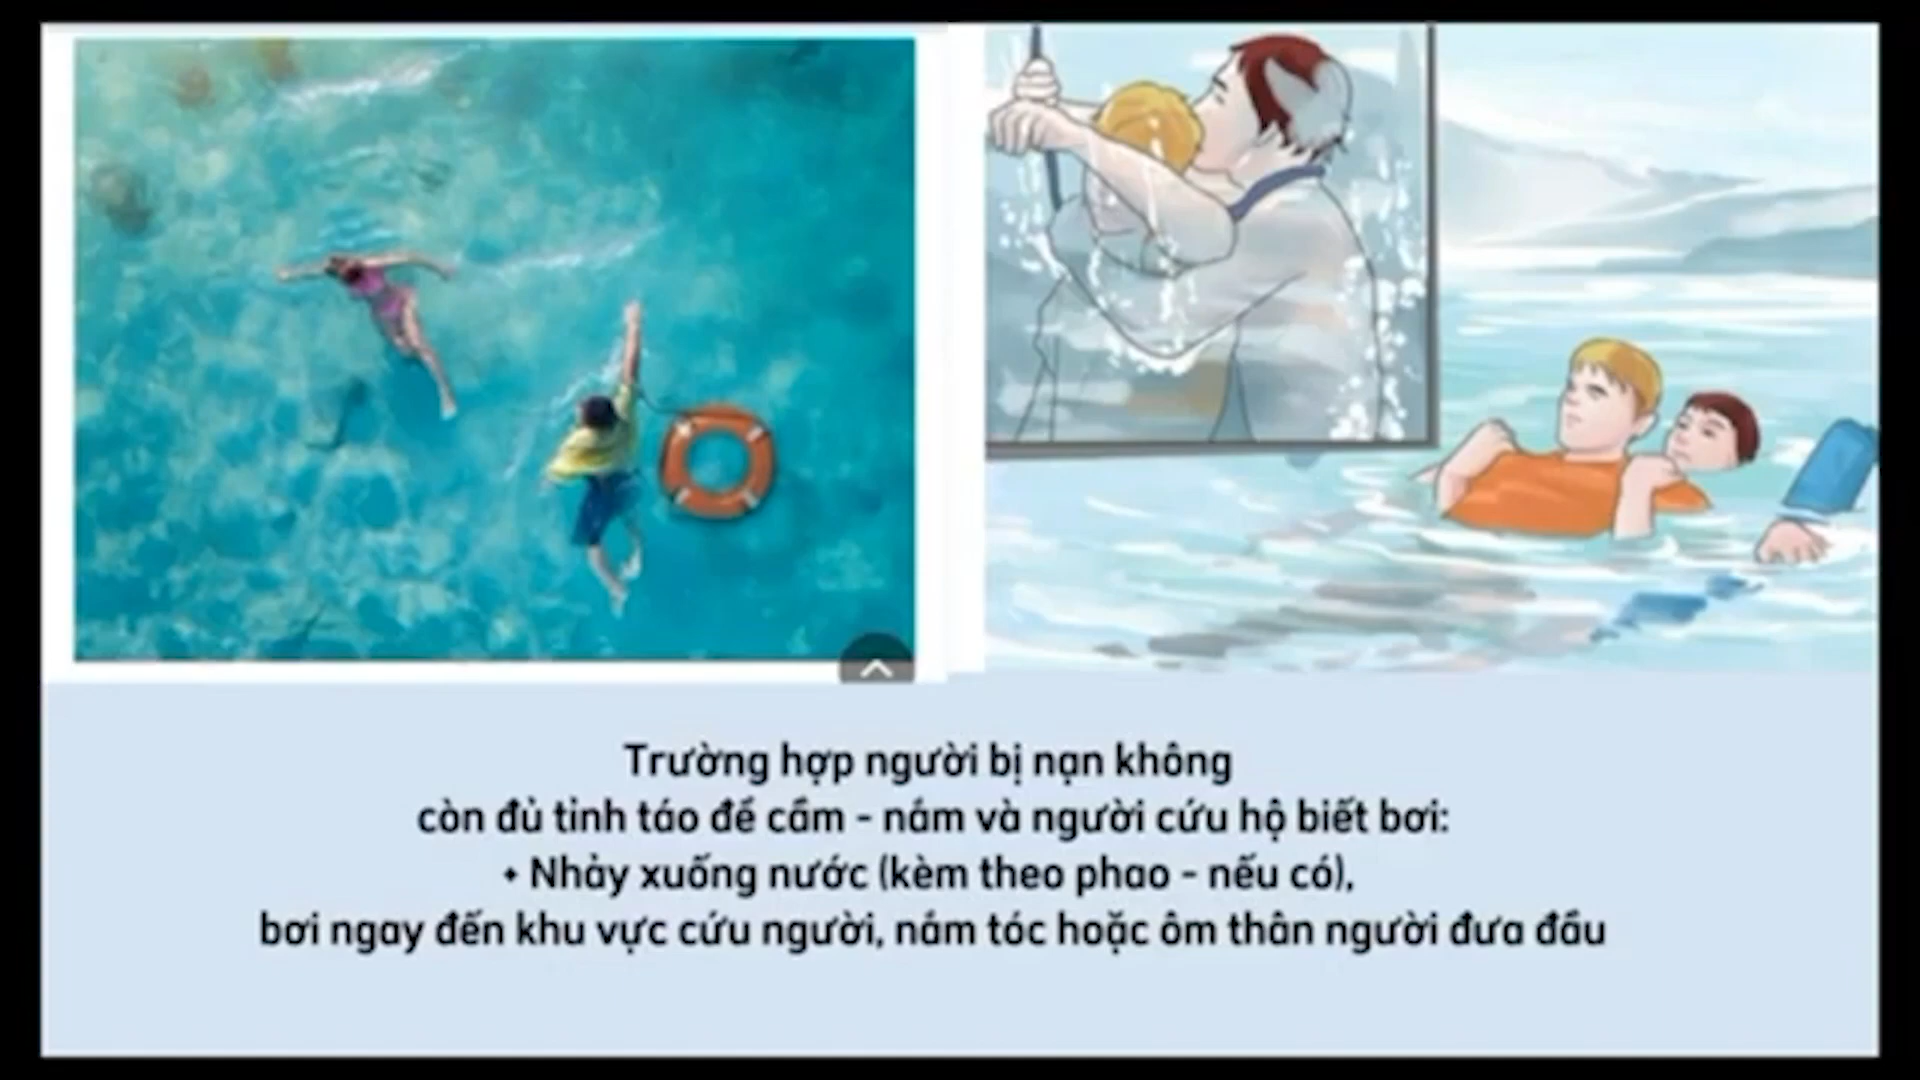 Trường hợp người bị nạn không
còn đủ tỉnh táo để cầm - nắm và người cứu hộ biết bơi:
+ Nhảy xuống nước (kèm theo phao - nếu có),
bơi ngay đến khu vực cứu người, nắm tóc hoặc ôm thân người đưa đầu